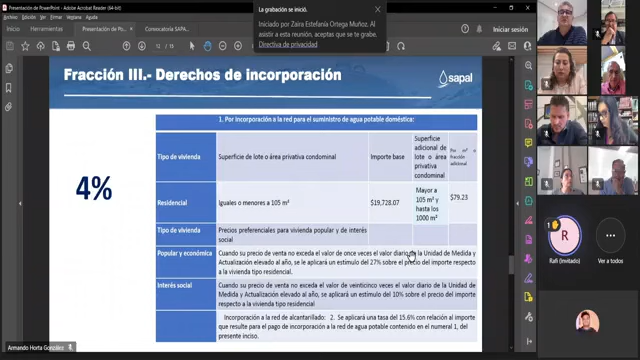 Presentación de PowerPoint (64-bit) - Adobe Acrobat Reader (64-bit)
Archivo Edición Ver Firmar Ventana Ayuda
Inicio
Herramientas
Presentación de Po...
Convocatoria SAPA...
Iniciar sesión
La grabación se inició.
Iniciado por Zaira Estefanía Ortega Muñoz. Al
asistir a esta reunión, aceptas que se te grabe.
Directiva de privacidad
Fracción III.- Derechos de incorporación
sapal
4%
1. Por incorporación a la red para el suministro de agua potable doméstica:
Tipo de vivienda
Superficie de lote o área privativa condominal
Importe base
Superficie
adicional de
lote o área
privativa
condominal
Por m² o
fracción
adicional
Residencial
Iguales o menores a 105 m²
$19,728.07
Mayor a
105 m² y
hasta los
1000 m²
$79.23
Tipo de vivienda
Precios preferenciales para vivienda popular y de interés
social
Popular y económico
Cuando su precio de venta no exceda el valor de once veces el valor diario de la Unidad de Medida y
Actualización elevado al año, se le aplicará un estimulo del 27% sobre el precio del importe respecto
a la vivienda tipo residencial.
Interés social
Cuando su precio de venta no exceda el valor de veinticinco veces el valor diario de la Unidad de
Medida y Actualización elevado al año, se aplicará un estimulo del 10% sobre el precio del importe
respecto a la vivienda tipo residencial
Incorporación a la red de alcantarillado: 2. Se aplicará una tasa del 15.6% con relación al importe
que resulte para el pago de incorporación a la red de agua potable contenido en el numeral 1, del
presente inciso.
R
Rafi (Invitado)
Ver a todos
Armando Horta González